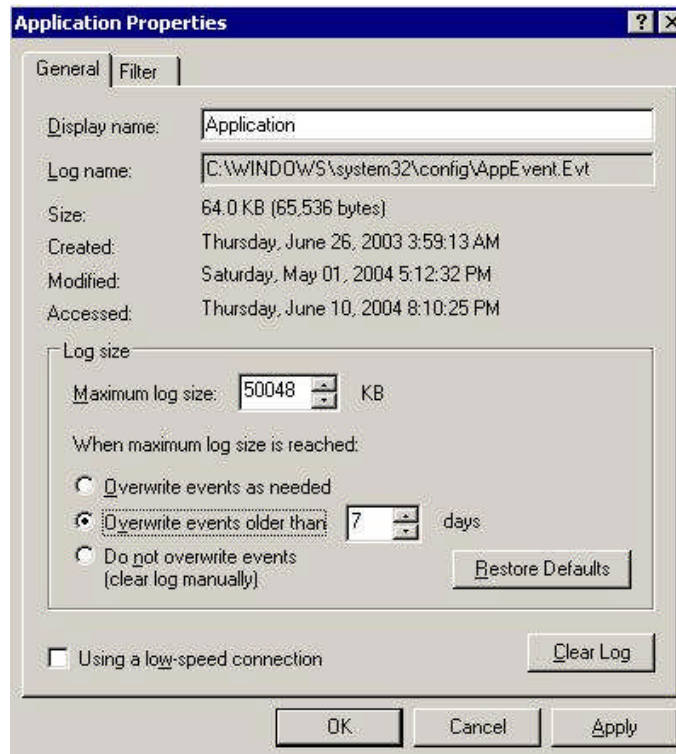 Application Properties
General Filter
Display name: Application
Log name: C:\WINDOWS\system32\config\AppEvent.Evt
Size: 64.0 KB (65,536 bytes)
Created: Thursday, June 26, 2003 3:59:13 AM
Modified: Saturday, May 01, 2004 5:12:32 PM
Accessed: Thursday, June 10, 2004 8:10:25 PM
Log size
Maximum log size: 50048 KB
When maximum log size is reached:
Overwrite events as needed
Overwrite events older than 7 days
Do not overwrite events
(clear log manually)
Restore Defaults
Using a low-speed connection
Clear Log
OK Cancel Apply